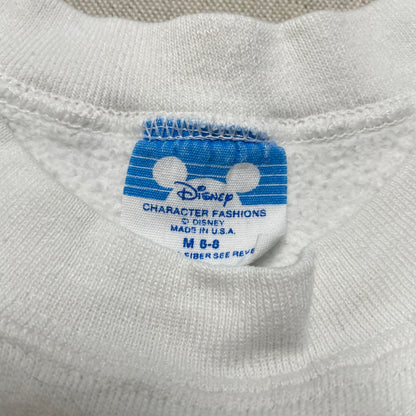 Disney
CHARACTER FASHIONS
© DISNEY
MADE IN U.S.A.
M 6-8
FIBER SEE REVE